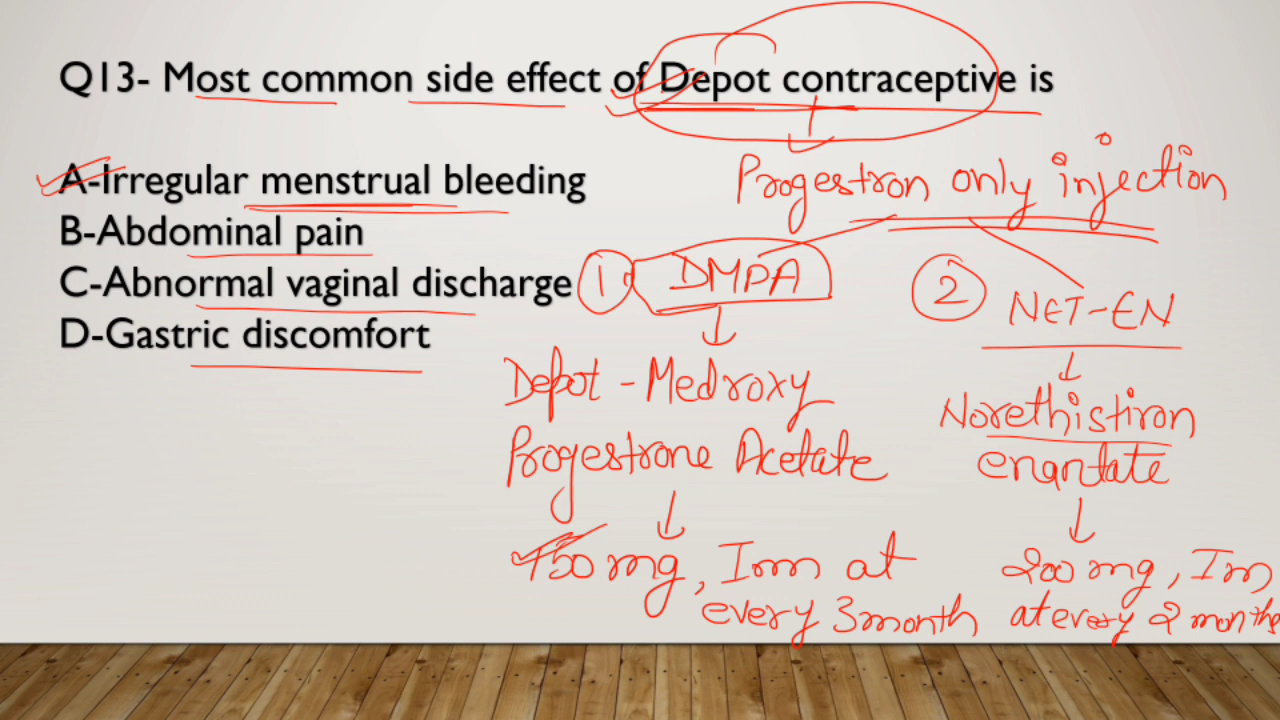 Q13- Most common side effect of Depot contraceptive is
A-Irregular menstrual bleeding
B-Abdominal pain
C-Abnormal vaginal discharge
D-Gastric discomfort
Progestron only injection
1 DMPA
Depot - Medroxy
Progestrone Acetate
150 mg, Im at
every 3 month
2 NET-EN
Norethistiron
enantate
200 mg, Im
at every 2 months